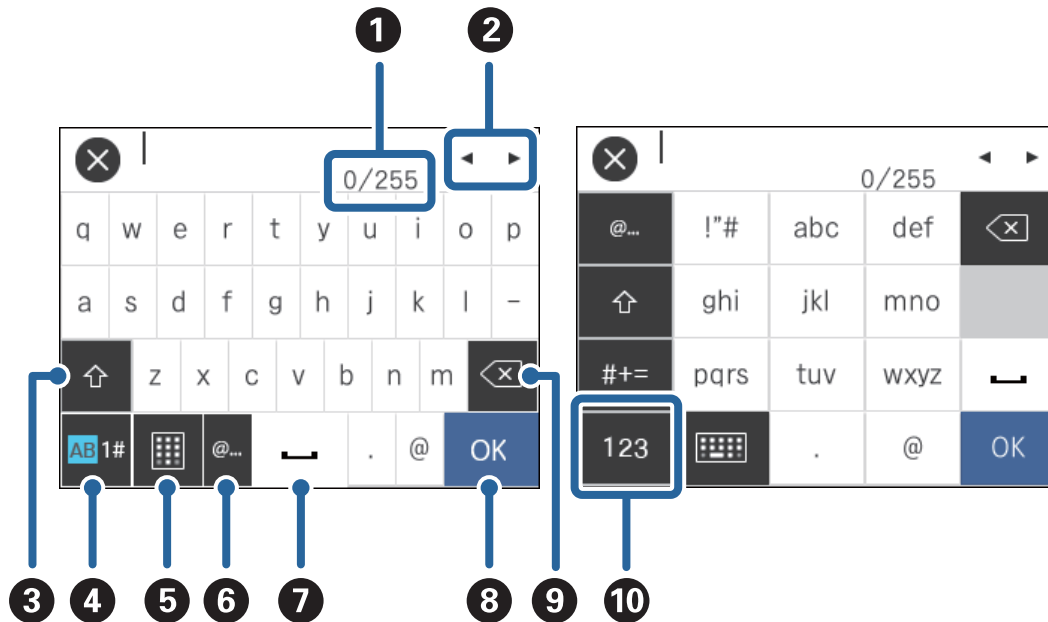 1 2
0/255
q w e r t y u i o p
a s d f g h j k l -
z x c v b n m
AB 1# @... . @ OK
0/255
@... !"# abc def
ghi jkl mno
#+= pqrs tuv wxyz
123 . @ OK
3 4 5 6 7 8 9 10